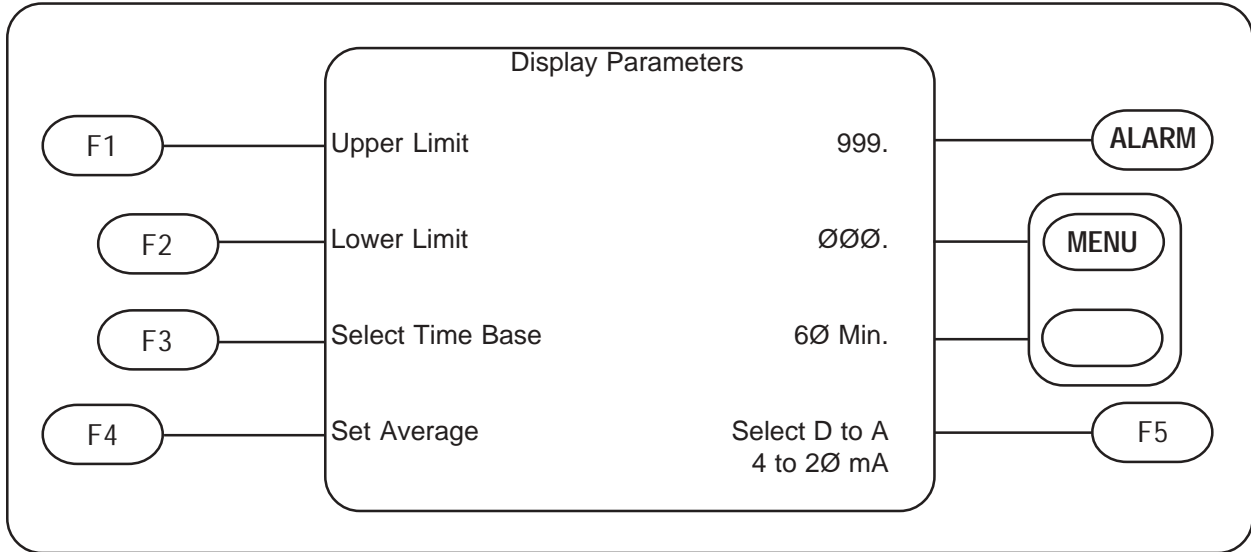 Display Parameters
F1 Upper Limit 999. ALARM
F2 Lower Limit ØØØ. MENU
F3 Select Time Base 6Ø Min.
F4 Set Average Select D to A F5
4 to 2Ø mA